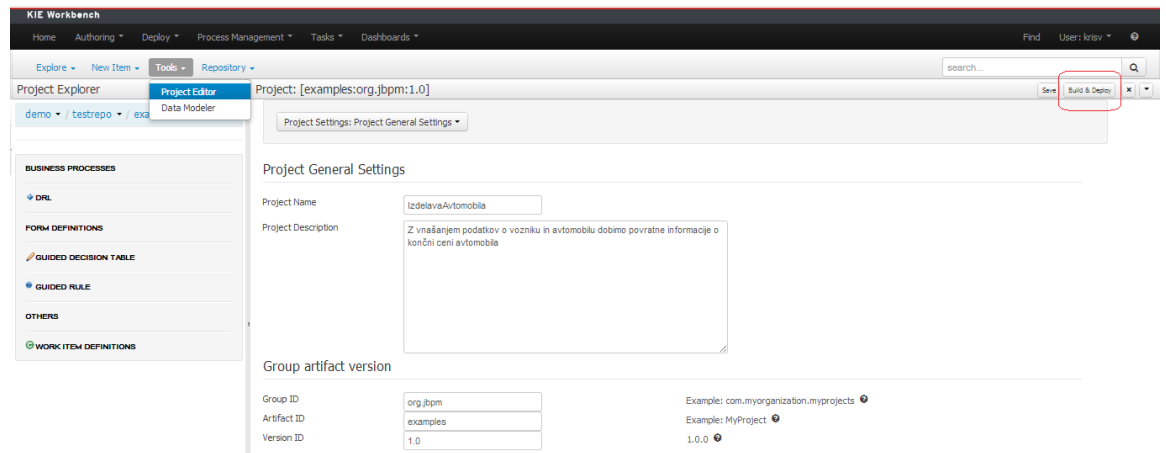 KIE Workbench
Home Authoring Deploy Process Management Tasks Dashboards Find User: krisv
Explore New Item Tools Repository search...
Project Explorer Project Editor Project: [examples:org.jbpm:1.0] Save Build & Deploy
Data Modeler
demo / testrepo / exa
Project Settings: Project General Settings
BUSINESS PROCESSES
Project General Settings
DRL
Project Name IzdelavaAvtomobila
FORM DEFINITIONS
Project Description Z vnašanjem podatkov o vozniku in avtomobilu dobimo povratne informacije o
končni ceni avtomobila
GUIDED DECISION TABLE
GUIDED RULE
OTHERS
WORK ITEM DEFINITIONS
Group artifact version
Group ID org.jbpm Example: com.myorganization.myprojects
Artifact ID examples Example: MyProject
Version ID 1.0 1.0.0